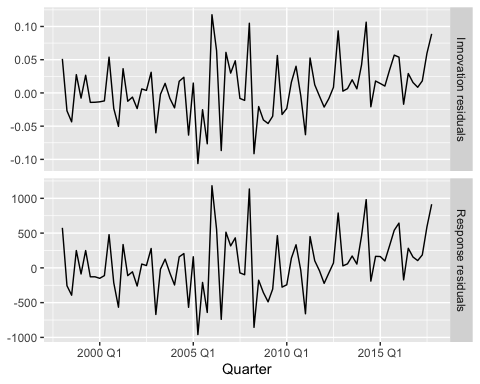 0.10
0.05
0.00
-0.05
-0.10
Innovation residuals
1000
500
0
-500
-1000
Response residuals
2000 Q1 2005 Q1 2010 Q1 2015 Q1
Quarter